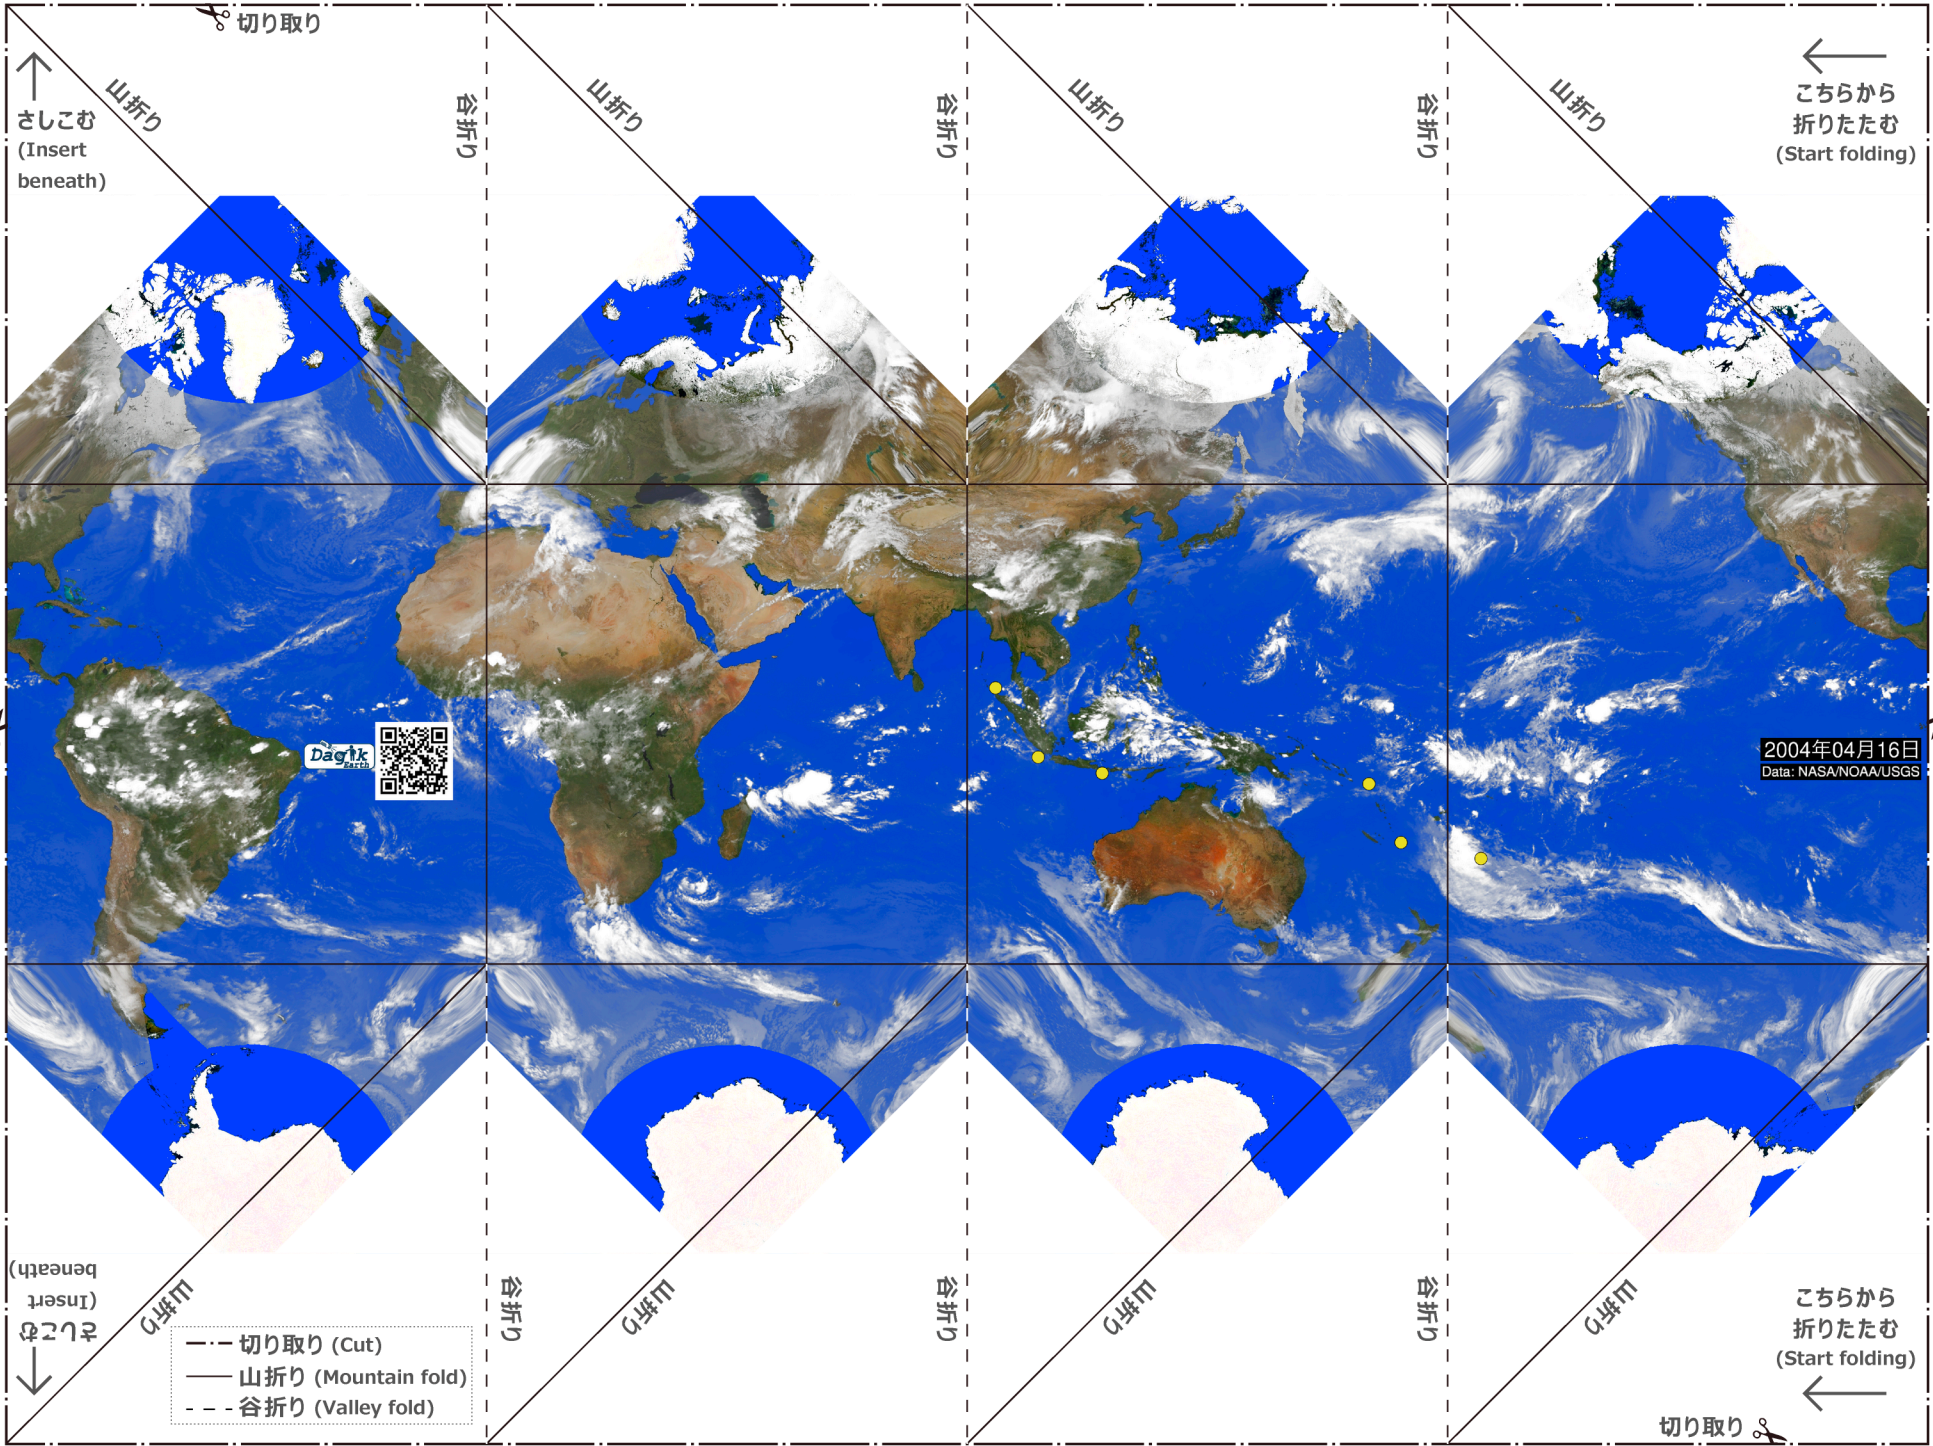 切り取り
さしこむ
(Insert
beneath)
山折り
谷折り
山折り
谷折り
山折り
谷折り
山折り
こちらから
折りたたむ
(Start folding)
Dagik
Earth
2004年04月16日
Data: NASA/NOAA/USGS
さしこむ
(Insert
beneath)
山折り
谷折り
山折り
谷折り
山折り
谷折り
山折り
こちらから
折りたたむ
(Start folding)
切り取り (Cut)
山折り (Mountain fold)
谷折り (Valley fold)
切り取り